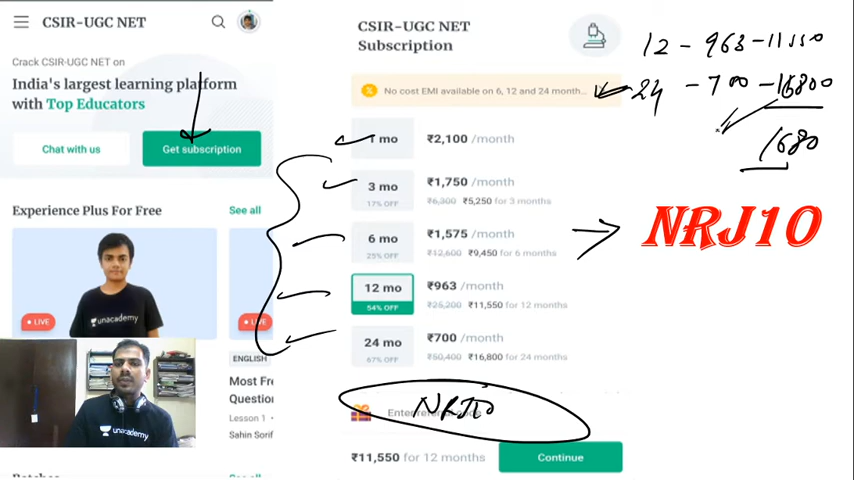 CSIR-UGC NET
Crack CSIR-UGC NET on
India's largest learning platform
with Top Educators
Chat with us
Get subscription
Experience Plus For Free
See all
LIVE
unacademy
LIVE
ENGLISH
Most Fre
Question
Lesson 1 •
Sahin Sorif
unacademy
CSIR-UGC NET
Subscription
No cost EMI available on 6, 12 and 24 month...
1 mo
₹2,100 /month
3 mo
17% OFF
₹1,750 /month
₹6,300 ₹5,250 for 3 months
6 mo
25% OFF
₹1,575 /month
₹12,600 ₹9,450 for 6 months
12 mo
54% OFF
₹963 /month
₹25,200 ₹11,550 for 12 months
24 mo
67% OFF
₹700 /month
₹50,400 ₹16,800 for 24 months
NRJ10
₹11,550 for 12 months
Continue
12 - 963 - 11550
24 - 700 - 16800
1680
NRJ10